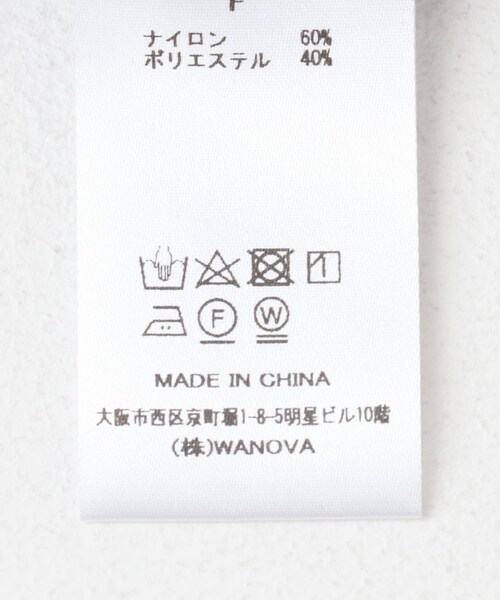 F
ナイロン 60%
ポリエステル 40%
F W
MADE IN CHINA
大阪市西区京町堀1-8-5明星ビル10階
(株)WANOVA